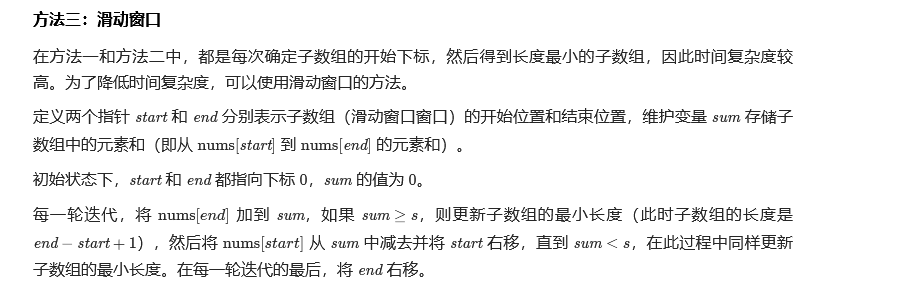 方法三：滑动窗口
在方法一和方法二中，都是每次确定子数组的开始下标，然后得到长度最小的子数组，因此时间复杂度较
高。为了降低时间复杂度，可以使用滑动窗口的方法。
定义两个指针 start 和 end 分别表示子数组（滑动窗口窗口）的开始位置和结束位置，维护变量 sum 存储子
数组中的元素和（即从 nums[start] 到 nums[end] 的元素和）。
初始状态下，start 和 end 都指向下标 0，sum 的值为 0。
每一轮迭代，将 nums[end] 加到 sum，如果 sum ≥ s，则更新子数组的最小长度（此时子数组的长度是
end − start + 1），然后将 nums[start] 从 sum 中减去并将 start 右移，直到 sum < s，在此过程中同样更新
子数组的最小长度。在每一轮迭代的最后，将 end 右移。